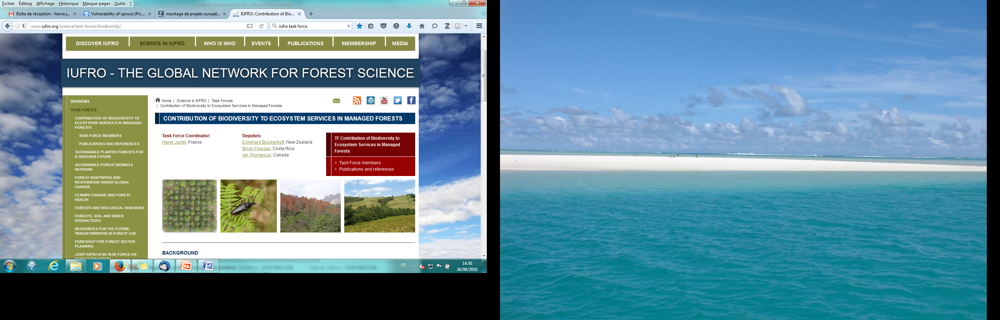 Fichier Édition Affichage Historique Marque-pages Outils ?
Boîte de réception - herve.j... Vulnerability of spruce (Pic... montage de projets europé... IUFRO: Contribution of Bio...
www.iufro.org/science/task-forces/biodiversity/ iufro task force
DISCOVER IUFRO SCIENCE IN IUFRO WHO IS WHO EVENTS PUBLICATIONS MEMBERSHIP MEDIA
IUFRO - THE GLOBAL NETWORK FOR FOREST SCIENCE
DIVISIONS
TASK FORCES
CONTRIBUTION OF BIODIVERSITY TO
ECOSYSTEM SERVICES IN MANAGED
FORESTS
TASK FORCE MEMBERS
PUBLICATIONS AND REFERENCES
SUSTAINABLE PLANTED FORESTS FOR
A GREENER FUTURE
SUSTAINABLE FOREST BIOMASS
NETWORK
FOREST ADAPTATION AND
RESTORATION UNDER GLOBAL
CHANGE
CLIMATE CHANGE AND FOREST
HEALTH
FORESTS AND BIOLOGICAL INVASIONS
FORESTS, SOIL AND WATER
INTERACTIONS
RESOURCES FOR THE FUTURE:
TRANSFORMATION IN FOREST USE
FORESIGHT FOR FOREST SECTOR
PLANNING
JOINT IUFRO-IFSA TASK FORCE ON
FOREST EDUCATION
Home | Science in IUFRO | Task Forces
| Contribution of Biodiversity to Ecosystem Services in Managed Forests
You
Tube
CONTRIBUTION OF BIODIVERSITY TO ECOSYSTEM SERVICES IN MANAGED FORESTS
Task Force Coordinator:
Hervé Jactel, France
Deputies:
Eckehard Brockerhoff, New Zealand
Bryan Finegan, Costa Rica
Ian Thompson, Canada
TF Contribution of Biodiversity to
Ecosystem Services in Managed
Forests
> Task Force members
> Publications and references
BACKGROUND
FR
14:30
26/08/2016